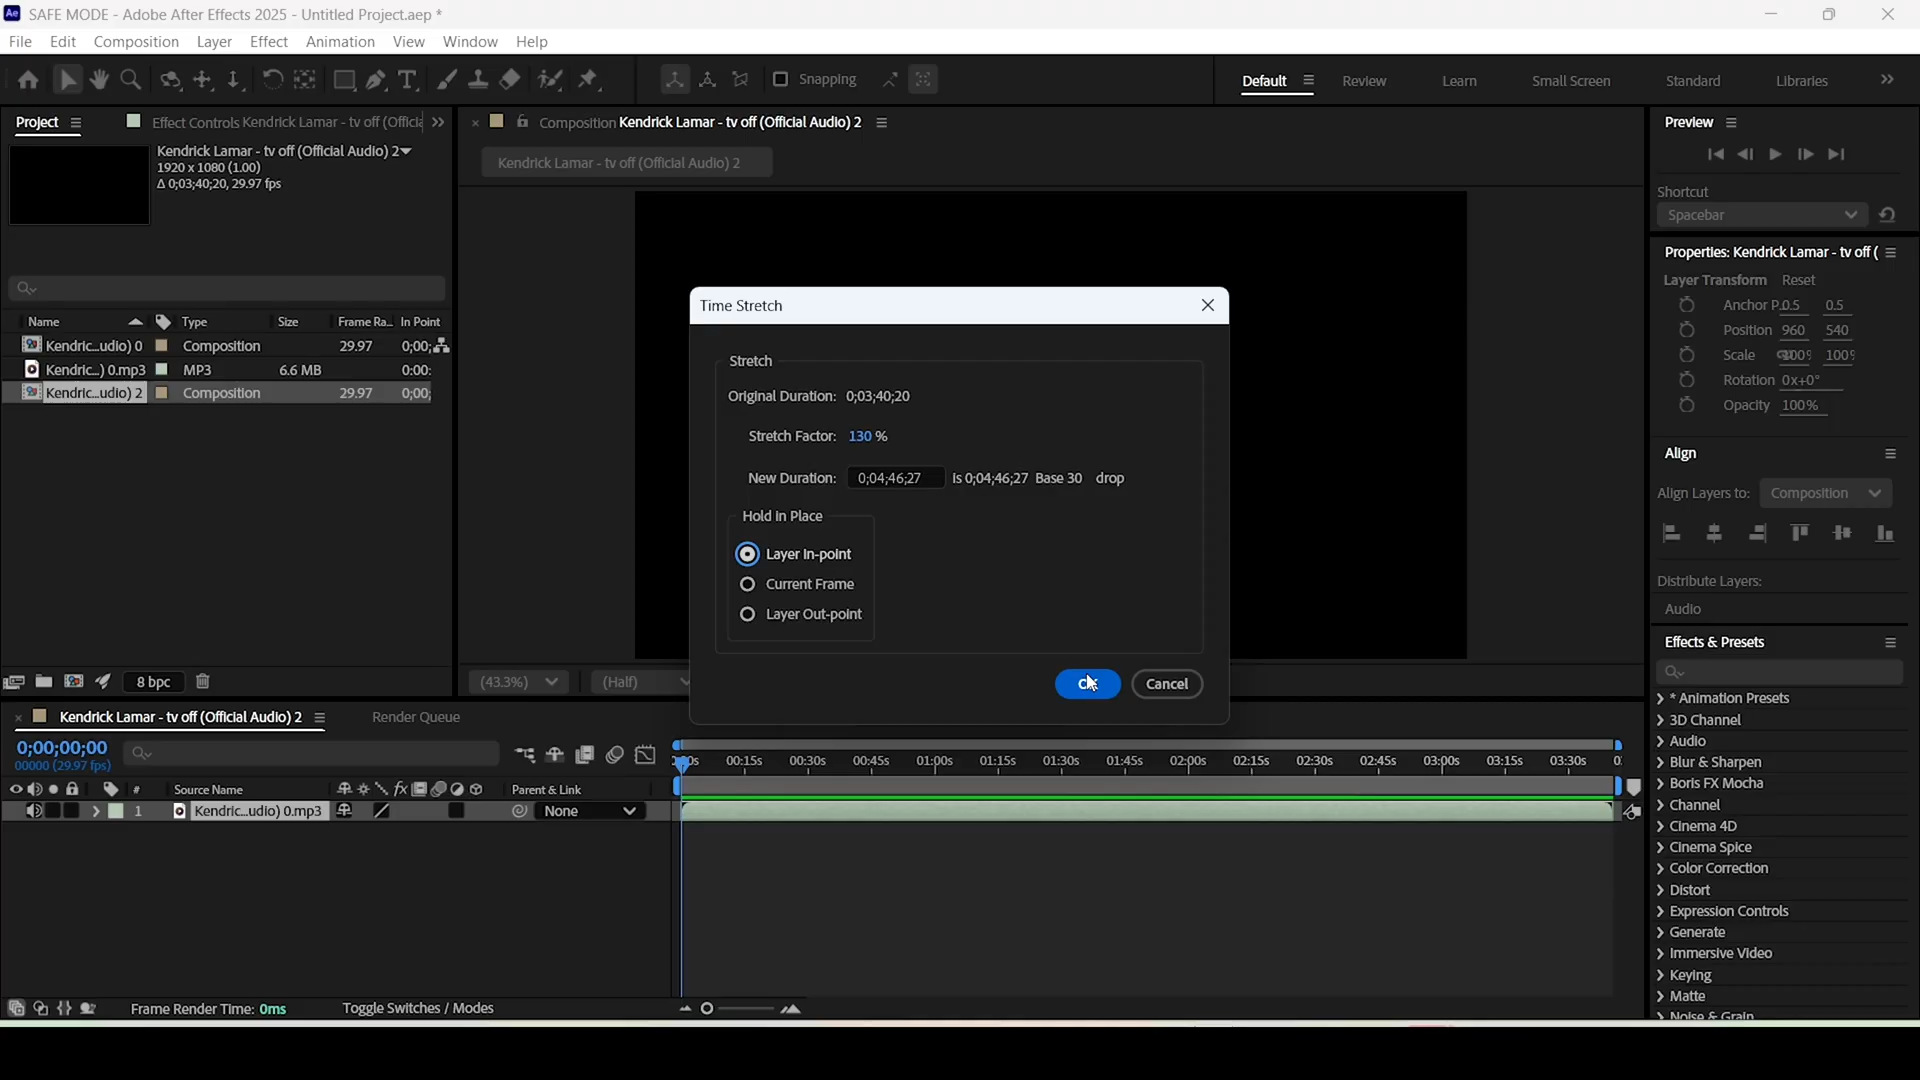 Ae SAFE MODE - Adobe After Effects 2025 - Untitled Project.aep *
File Edit Composition Layer Effect Animation View Window Help
Snapping Default Review Learn Small Screen Standard Libraries
Project Effect Controls Kendrick Lamar - tv off (Officia
Kendrick Lamar - tv off (Official Audio) 2
1920 x 1080 (1.00)
Δ 0;03;40;20, 29.97 fps
Name Type Size Frame Ra... In Point
Kendric...udio) 0 Composition 29.97 0;00;
Kendric...) 0.mp3 MP3 6.6 MB 0:00:
Kendric...udio) 2 Composition 29.97 0;00;
8 bpc
Composition Kendrick Lamar - tv off (Official Audio) 2
Kendrick Lamar - tv off (Official Audio) 2
(43.3%) (Half)
Time Stretch
Stretch
Original Duration: 0;03;40;20
Stretch Factor: 130 %
New Duration: 0;04;46;27 is 0;04;46;27 Base 30 drop
Hold in Place
Layer In-point
Current Frame
Layer Out-point
Cancel
Preview
Shortcut
Spacebar
Properties: Kendrick Lamar - tv off (
Layer Transform Reset
Anchor P. 0.5 0.5
Position 960 540
Scale 100% 100%
Rotation 0x+0°
Opacity 100%
Align
Align Layers to: Composition
Distribute Layers:
Audio
Effects & Presets
* Animation Presets
3D Channel
Audio
Blur & Sharpen
Boris FX Mocha
Channel
Cinema 4D
Cinema Spice
Color Correction
Distort
Expression Controls
Generate
Immersive Video
Keying
Matte
Noise & Grain
Kendrick Lamar - tv off (Official Audio) 2 Render Queue
0;00;00;00
00000 (29.97 fps)
00:15s 00:30s 00:45s 01:00s 01:15s 01:30s 01:45s 02:00s 02:15s 02:30s 02:45s 03:00s 03:15s 03:30s
# Source Name fx Parent & Link
1 Kendric...udio) 0.mp3 None
Frame Render Time: 0ms Toggle Switches / Modes